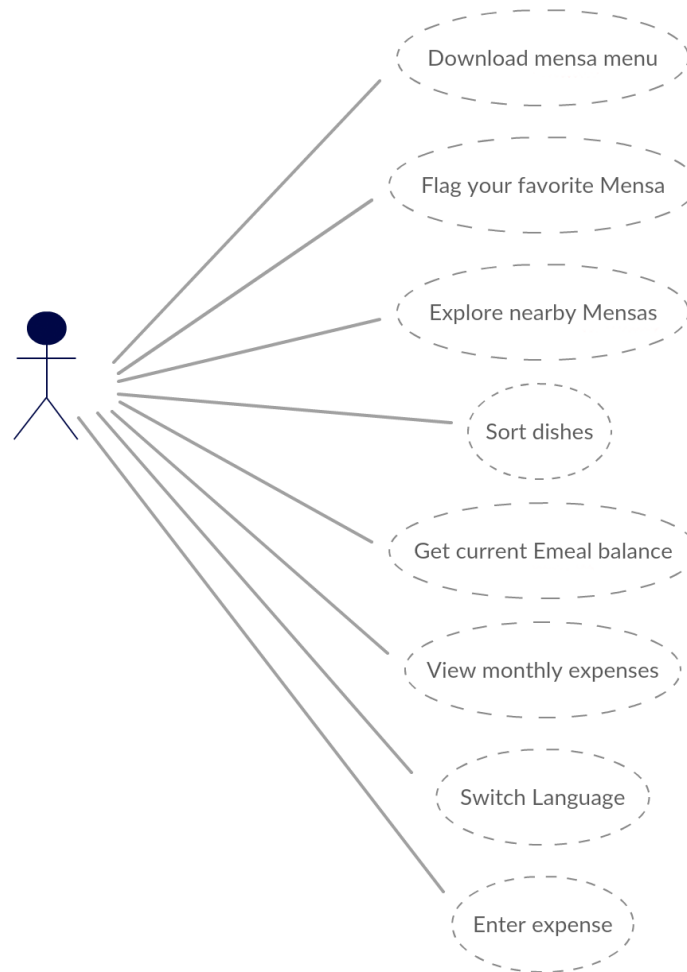 Download mensa menu
Flag your favorite Mensa
Explore nearby Mensas
Sort dishes
Get current Emeal balance
View monthly expenses
Switch Language
Enter expense